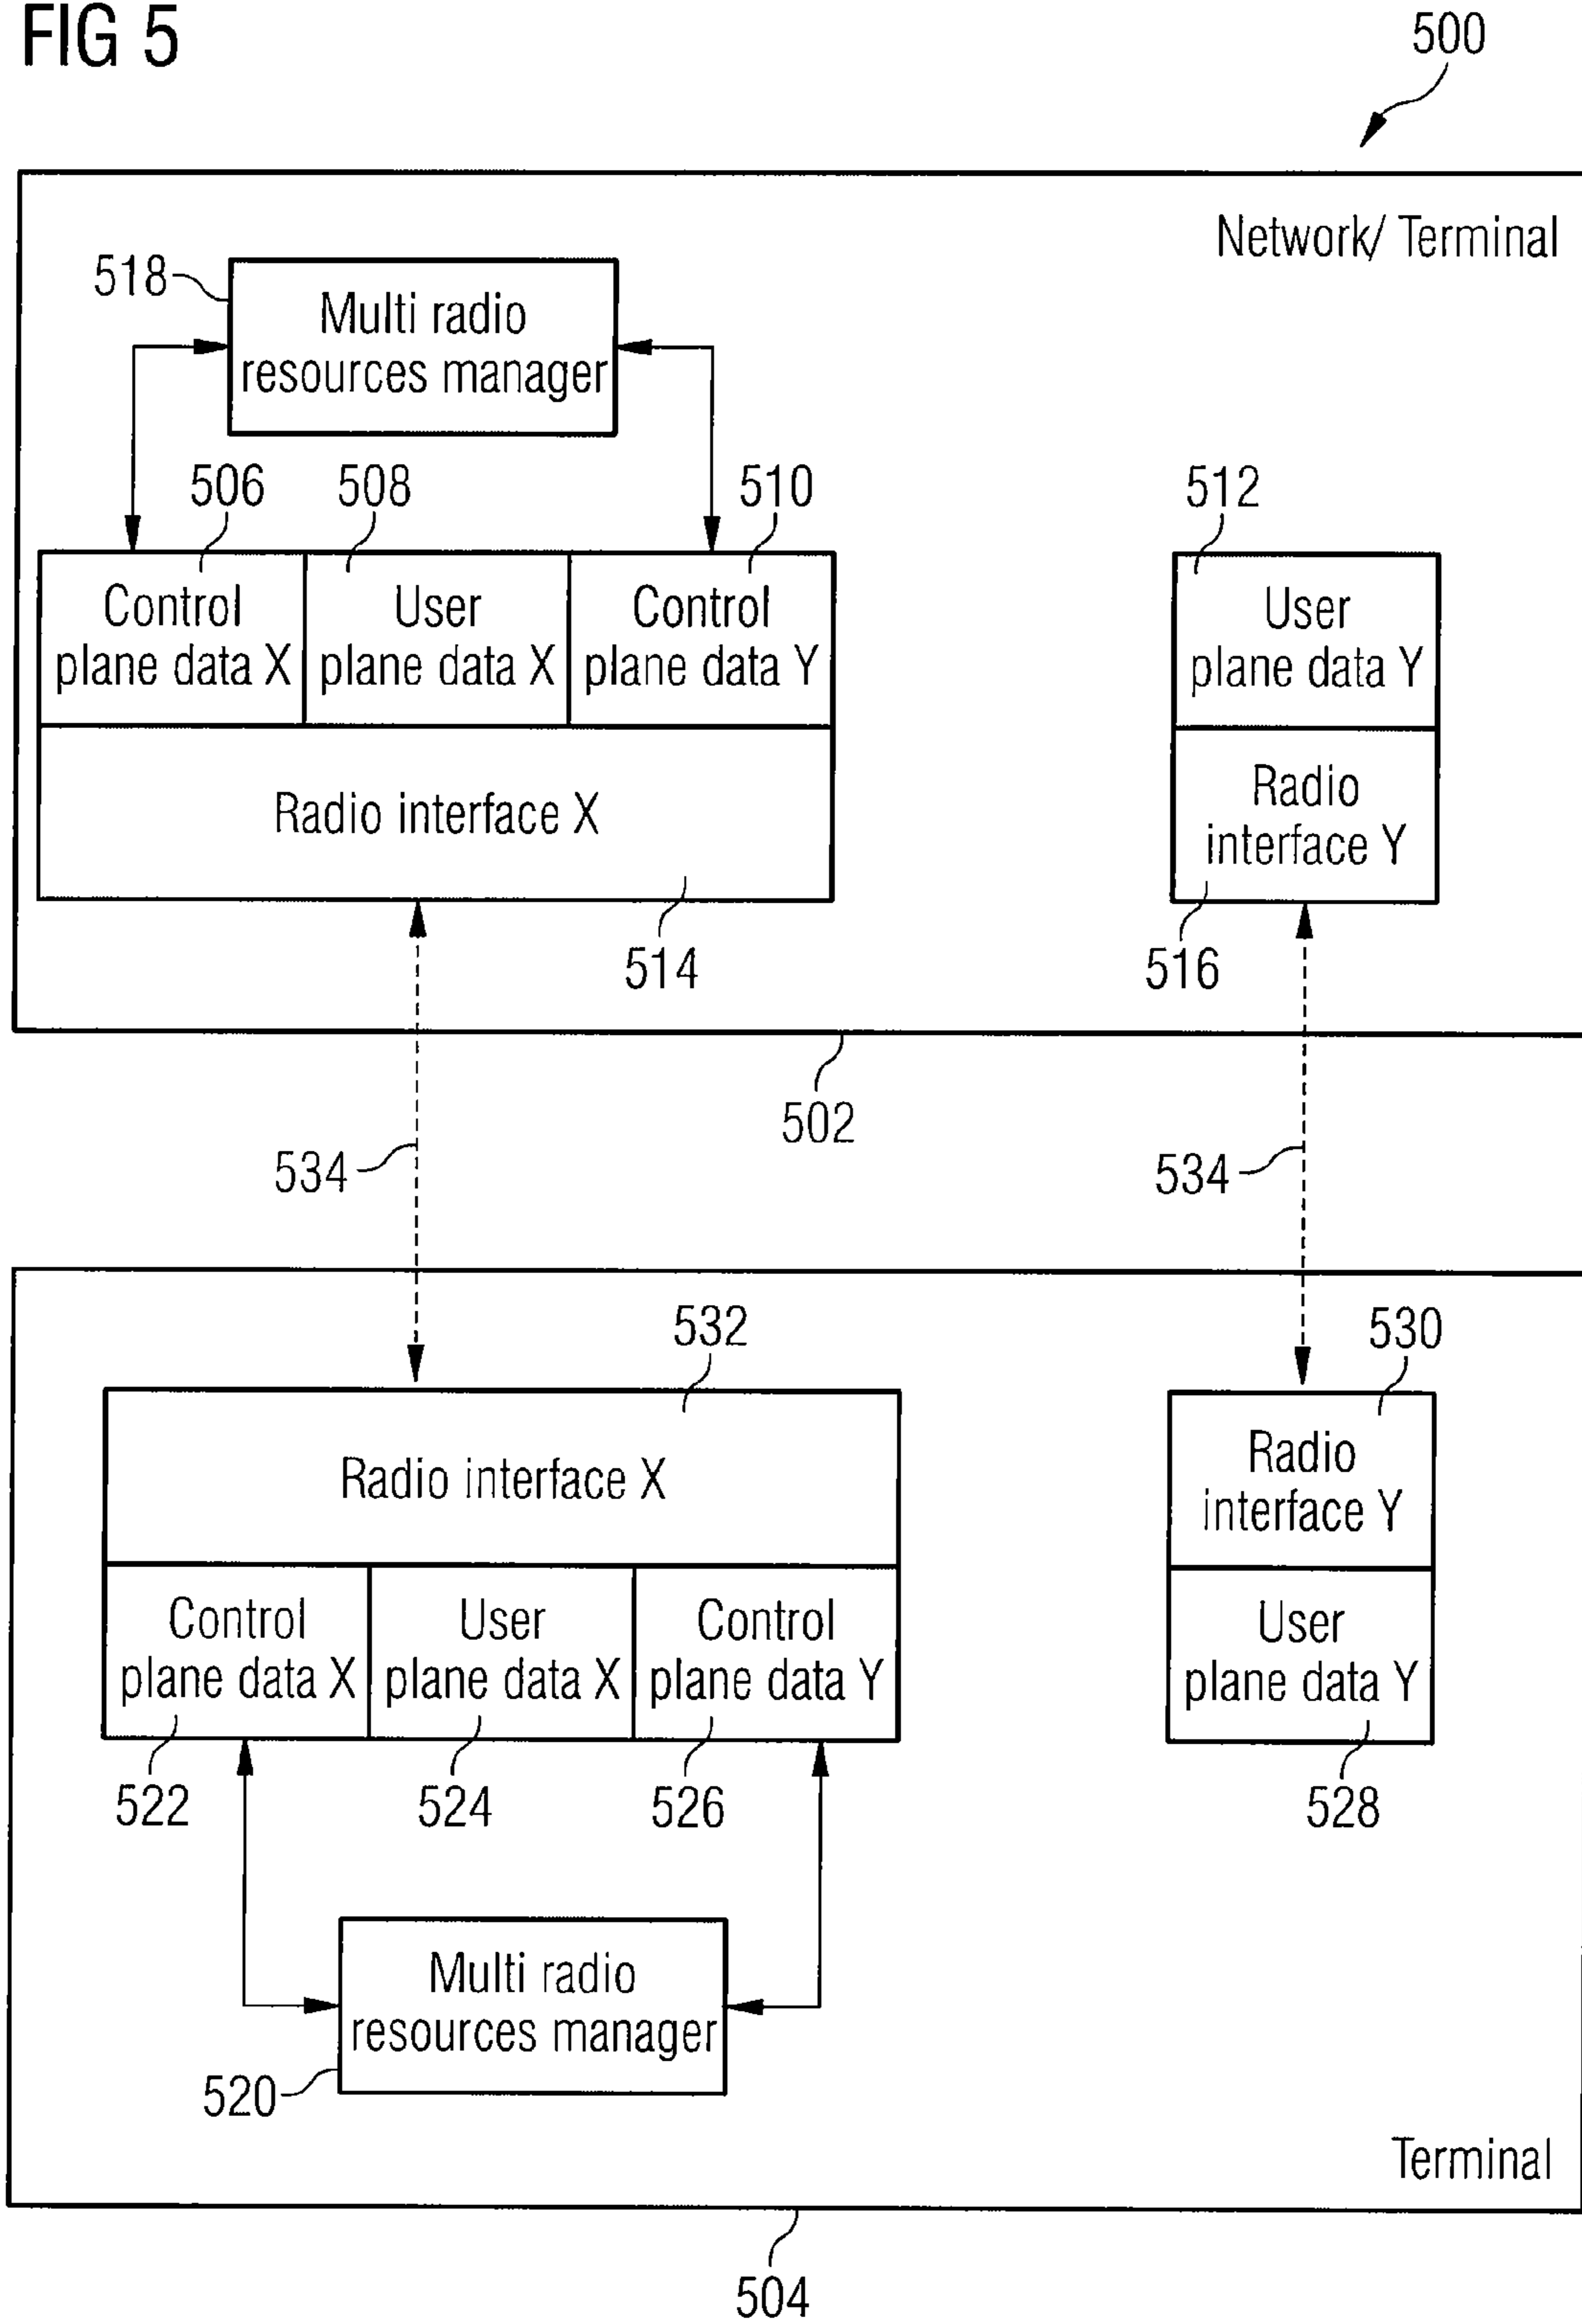 FIG 5
500
Network/ Terminal
518
Multi radio
resources manager
506
508
510
512
Control
plane data X
User
plane data X
Control
plane data Y
User
plane data Y
Radio interface X
Radio
interface Y
514
516
502
534
534
532
530
Radio interface X
Radio
interface Y
Control
plane data X
User
plane data X
Control
plane data Y
User
plane data Y
522
524
526
528
Multi radio
resources manager
520
Terminal
504